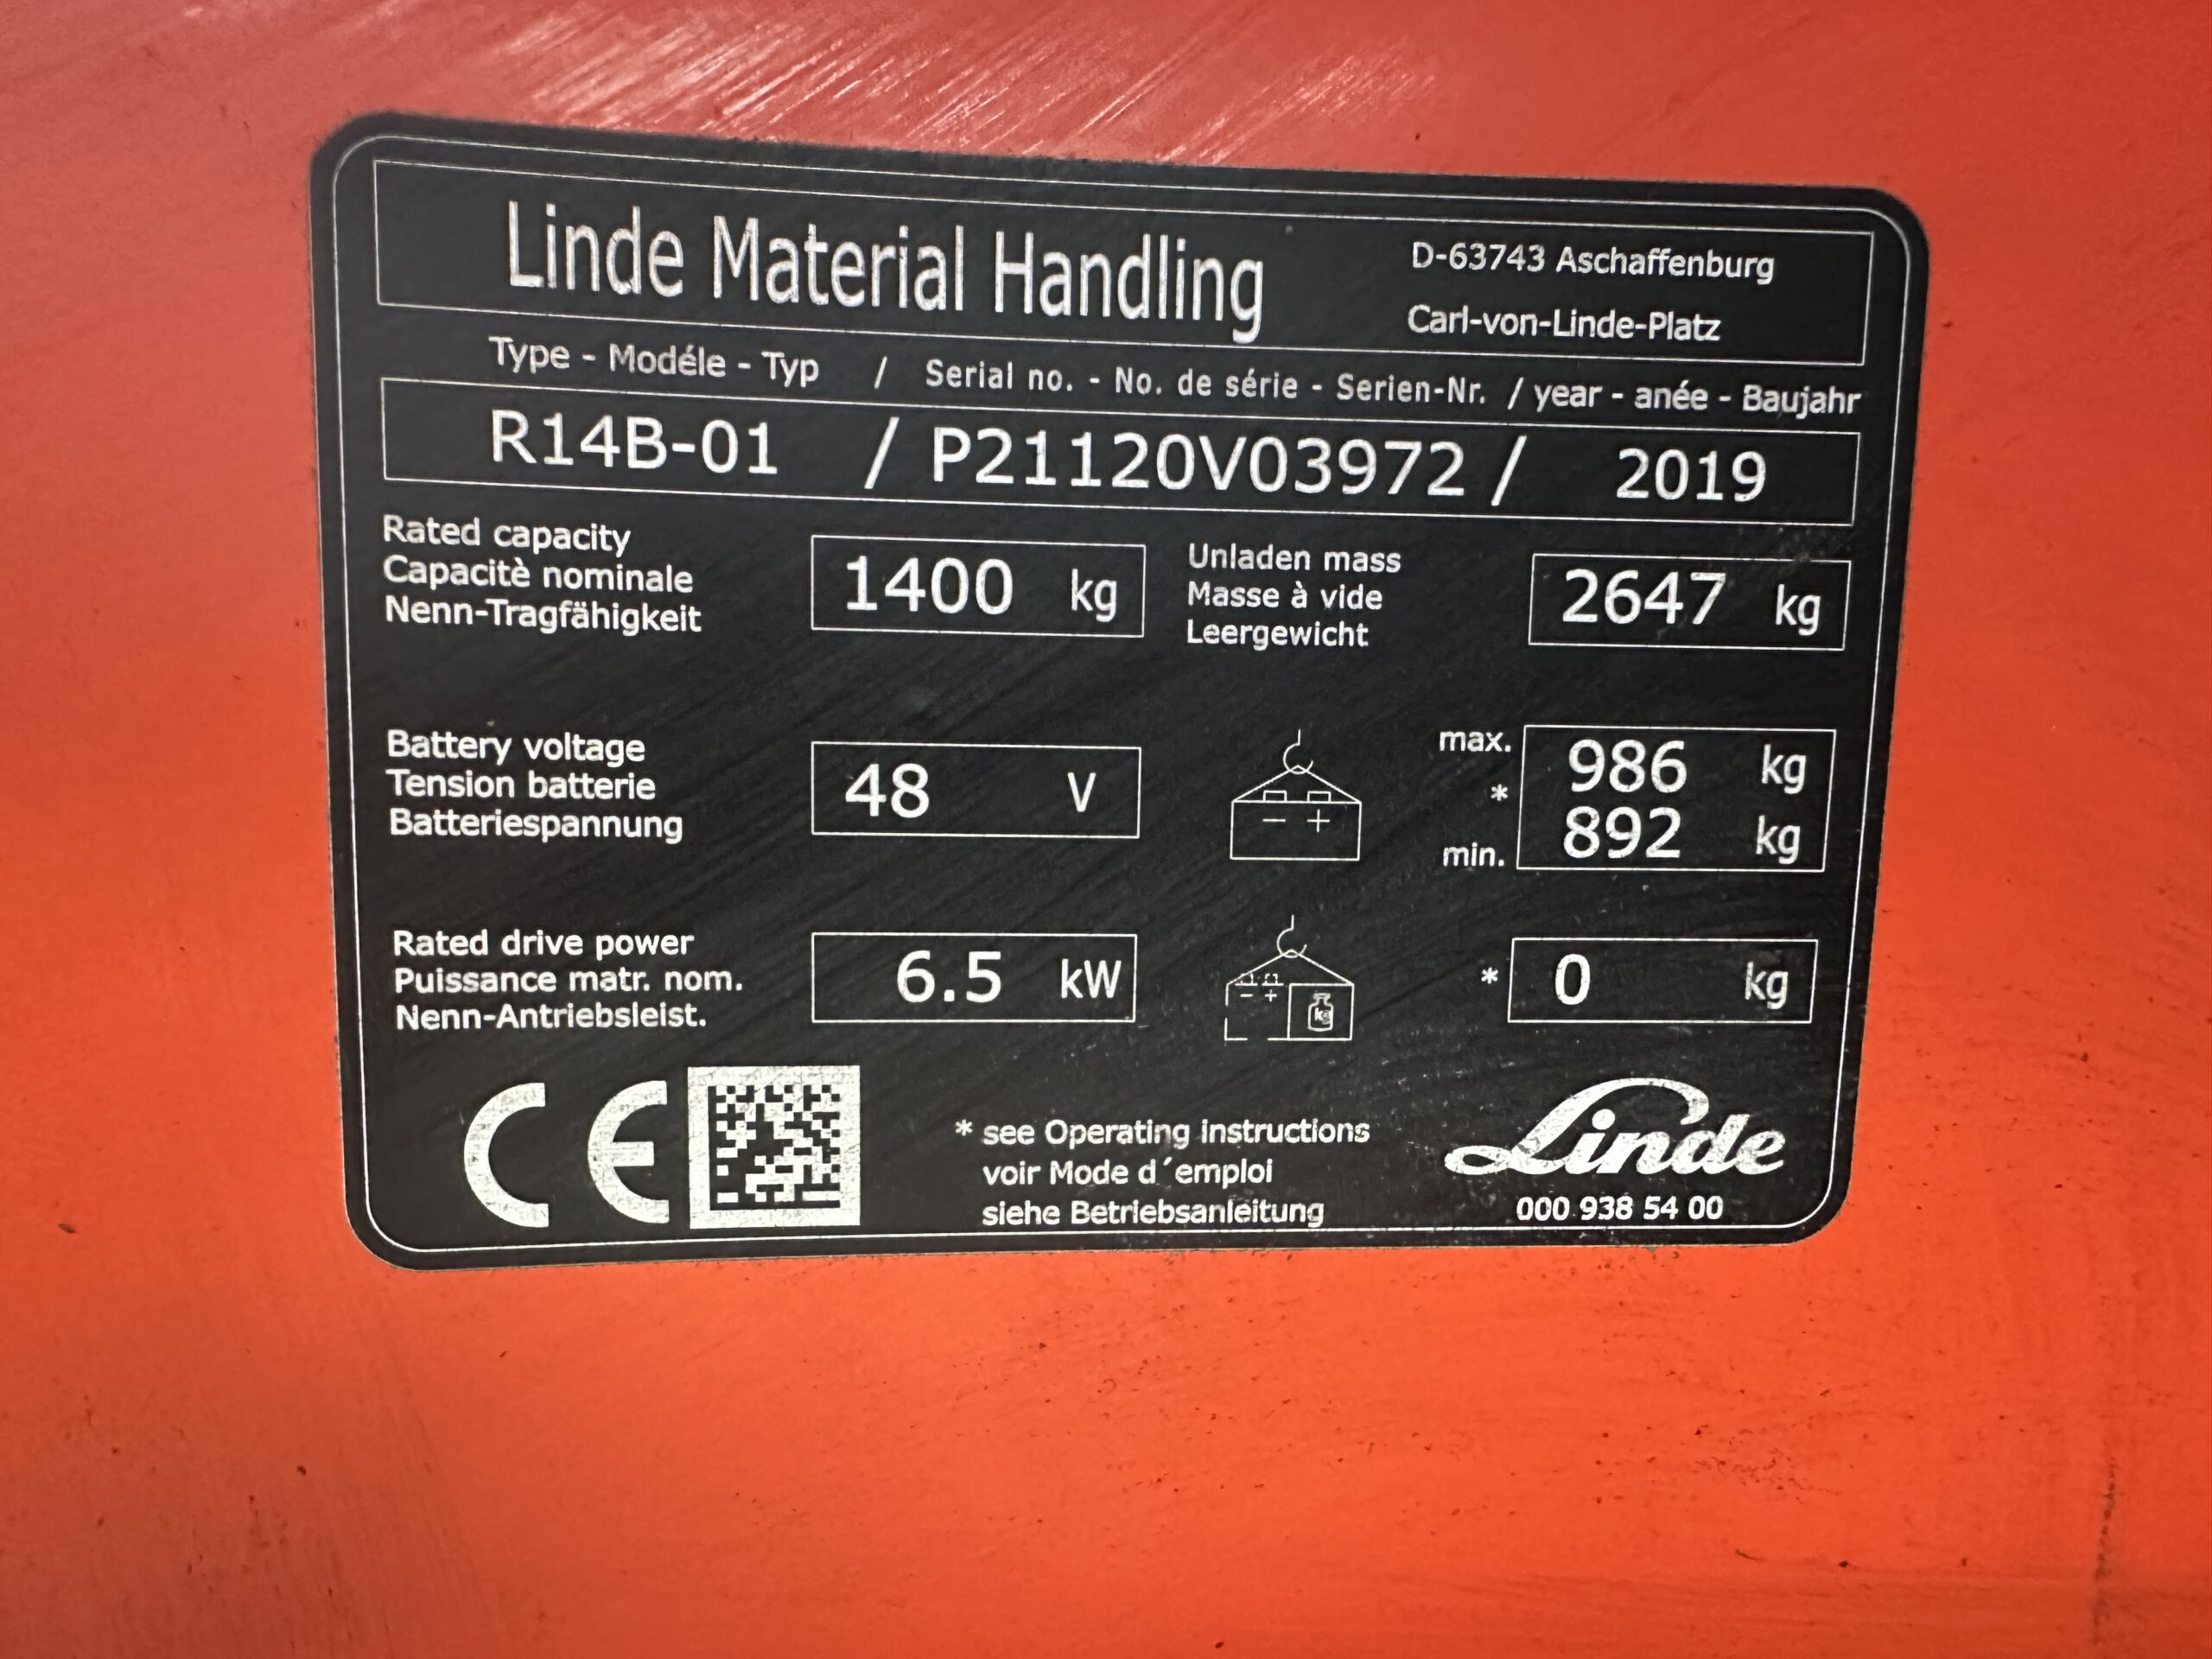 Linde Material Handling
D-63743 Aschaffenburg
Carl-von-Linde-Platz
Type - Modéle - Typ / Serial no. - No. de série - Serien-Nr. / year - anée - Baujahr
R14B-01 / P21120V03972 / 2019
Rated capacity
Capacitè nominale
Nenn-Tragfähigkeit
1400 kg
Unladen mass
Masse à vide
Leergewicht
2647 kg
Battery voltage
Tension batterie
Batteriespannung
48 V
- +
max. 986 kg
*
min. 892 kg
Rated drive power
Puissance matr. nom.
Nenn-Antriebsleist.
6.5 kW
- + kg
* 0 kg
CE
* see Operating instructions
voir Mode d´emploi
siehe Betriebsanleitung
Linde
000 938 54 00